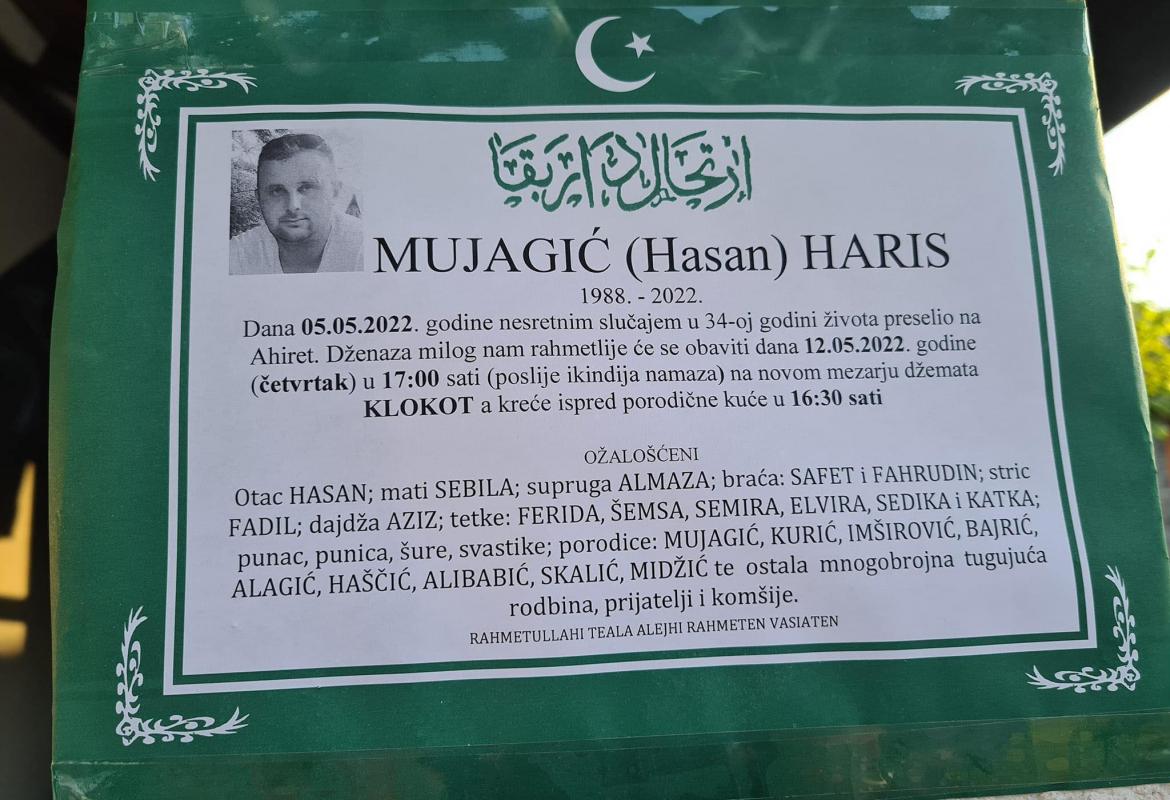 ارتحال دار بقا
MUJAGIĆ (Hasan) HARIS
1988. - 2022.
Dana 05.05.2022. godine nesretnim slučajem u 34-oj godini života preselio na
Ahiret. Dženaza milog nam rahmetlije će se obaviti dana 12.05.2022. godine
(četvrtak) u 17:00 sati (poslije ikindija namaza) na novom mezarju džemata
KLOKOT a kreće ispred porodične kuće u 16:30 sati
OŽALOŠĆENI
Otac HASAN; mati SEBILA; supruga ALMAZA; braća: SAFET i FAHRUDIN; stric
FADIL; dajdža AZIZ; tetke: FERIDA, ŠEMSA, SEMIRA, ELVIRA, SEDIKA i KATKA;
punac, punica, šure, svastike; porodice: MUJAGIĆ, KURIĆ, IMŠIROVIĆ, BAJRIĆ,
ALAGIĆ, HAŠČIĆ, ALIBABIĆ, SKALIĆ, MIDŽIĆ te ostala mnogobrojna tugujuća
rodbina, prijatelji i komšije.
RAHMETULLAHI TEALA ALEJHI RAHMETEN VASIATEN